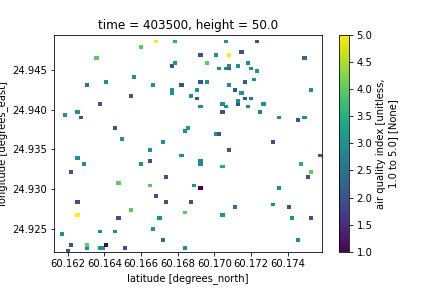 time = 403500, height = 50.0
24.945
24.940
24.935
24.930
24.925
longitude [degrees_east]
60.162 60.164 60.166 60.168 60.170 60.172 60.174
latitude [degrees_north]
5.0
4.5
4.0
3.5
3.0
2.5
2.0
1.5
1.0
air quality index [unitless,
1.0 to 5.0] [None]